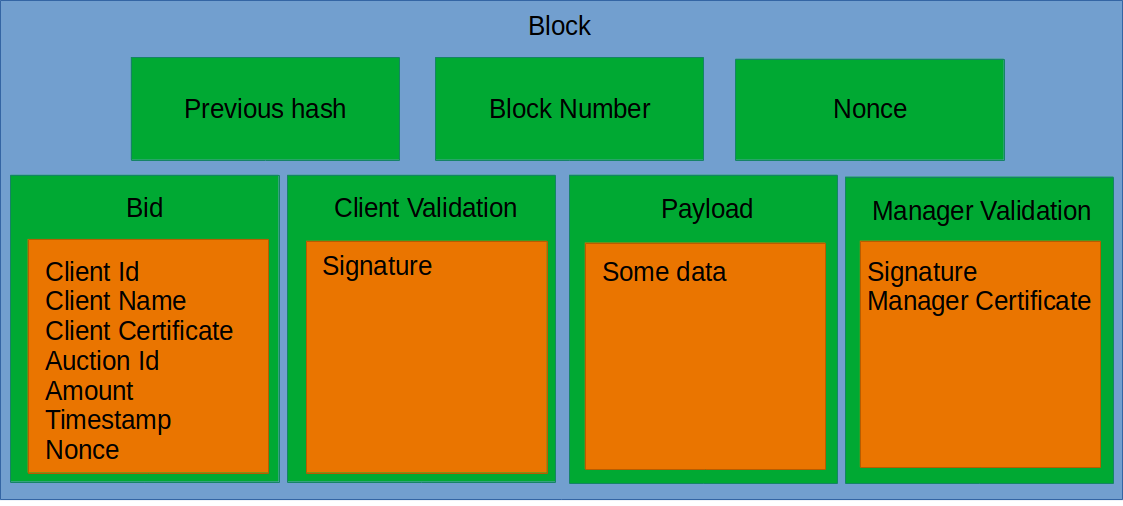 Block
Previous hash
Block Number
Nonce
Bid
Client Id
Client Name
Client Certificate
Auction Id
Amount
Timestamp
Nonce
Client Validation
Signature
Payload
Some data
Manager Validation
Signature
Manager Certificate